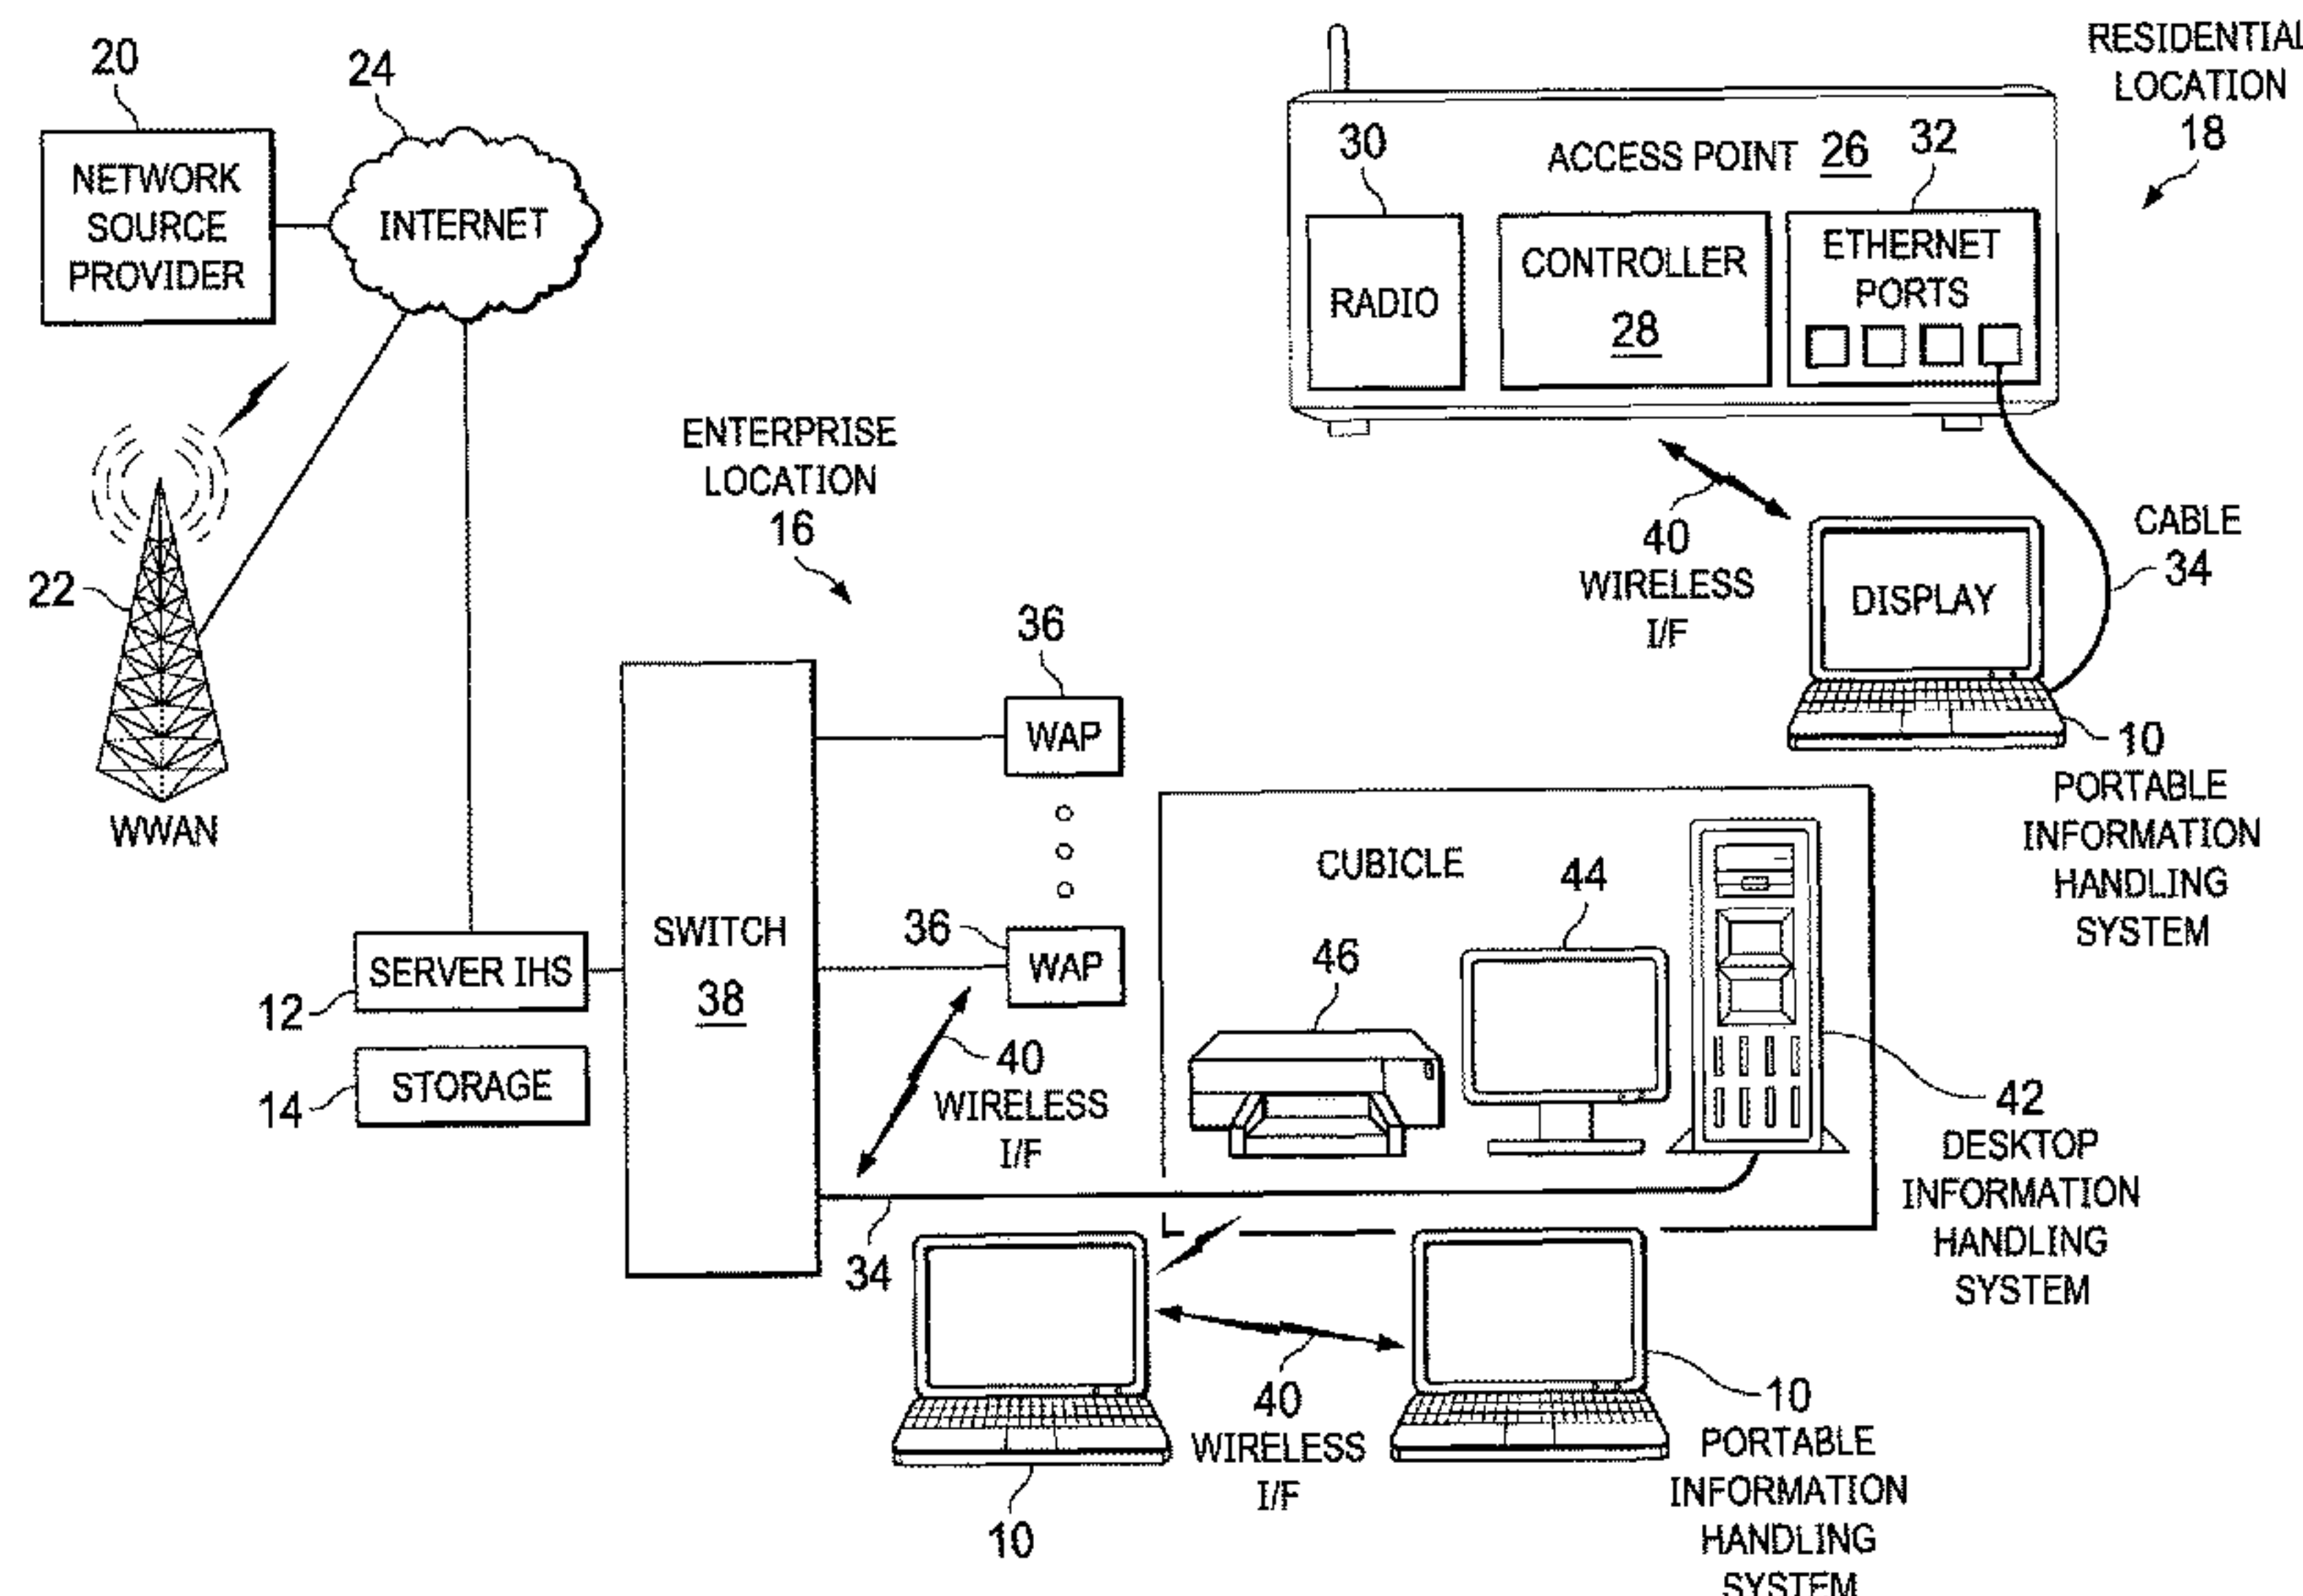 20
NETWORK
SOURCE
PROVIDER
24
INTERNET
22
WWAN
RESIDENTIAL
LOCATION
18
ACCESS POINT 26
30
RADIO
CONTROLLER
28
32
ETHERNET
PORTS
40
WIRELESS
I/F
CABLE
34
DISPLAY
10
PORTABLE
INFORMATION
HANDLING
SYSTEM
ENTERPRISE
LOCATION
16
36
WAP
36
WAP
SWITCH
38
12
SERVER IHS
14
STORAGE
40
WIRELESS
I/F
34
CUBICLE
46
44
42
DESKTOP
INFORMATION
HANDLING
SYSTEM
10
40
WIRELESS
I/F
10
PORTABLE
INFORMATION
HANDLING
SYSTEM